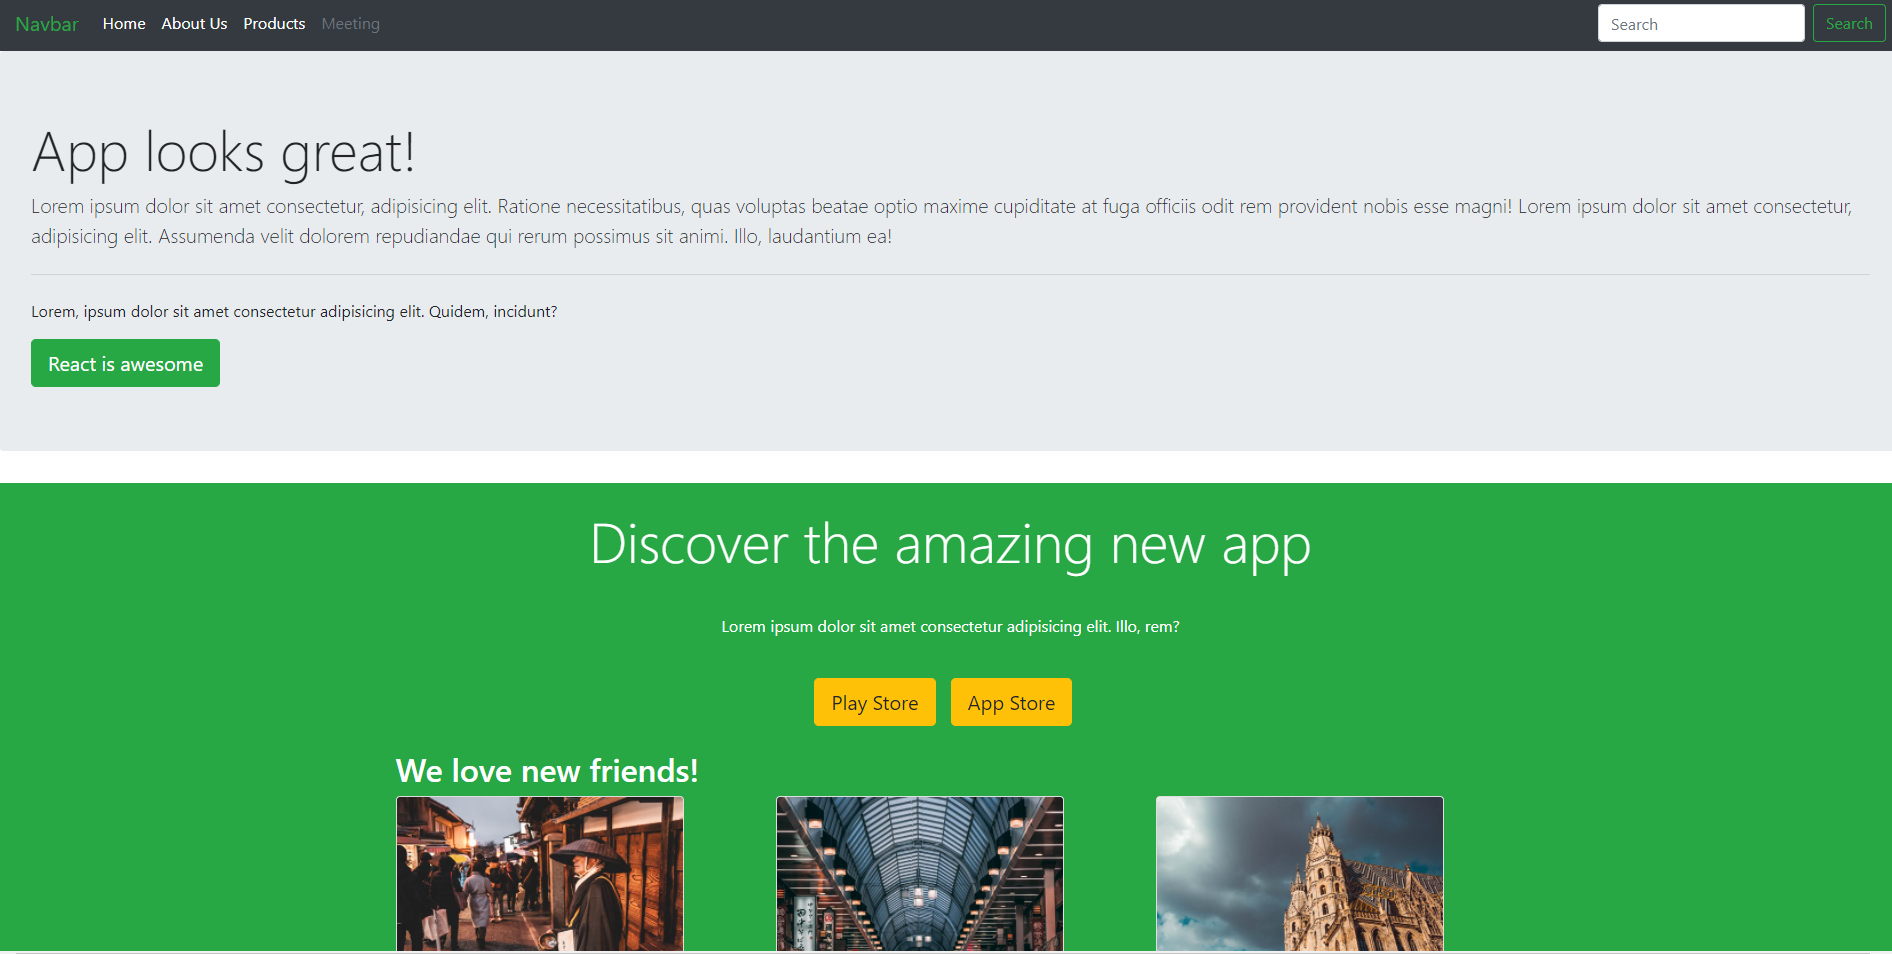 Navbar Home About Us Products Meeting Search Search
App looks great!
Lorem ipsum dolor sit amet consectetur, adipisicing elit. Ratione necessitatibus, quas voluptas beatae optio maxime cupiditate at fuga officiis odit rem provident nobis esse magni! Lorem ipsum dolor sit amet consectetur,
adipisicing elit. Assumenda velit dolorem repudiandae qui rerum possimus sit animi. Illo, laudantium ea!
Lorem, ipsum dolor sit amet consectetur adipisicing elit. Quidem, incidunt?
React is awesome
Discover the amazing new app
Lorem ipsum dolor sit amet consectetur adipisicing elit. Illo, rem?
Play Store App Store
We love new friends!